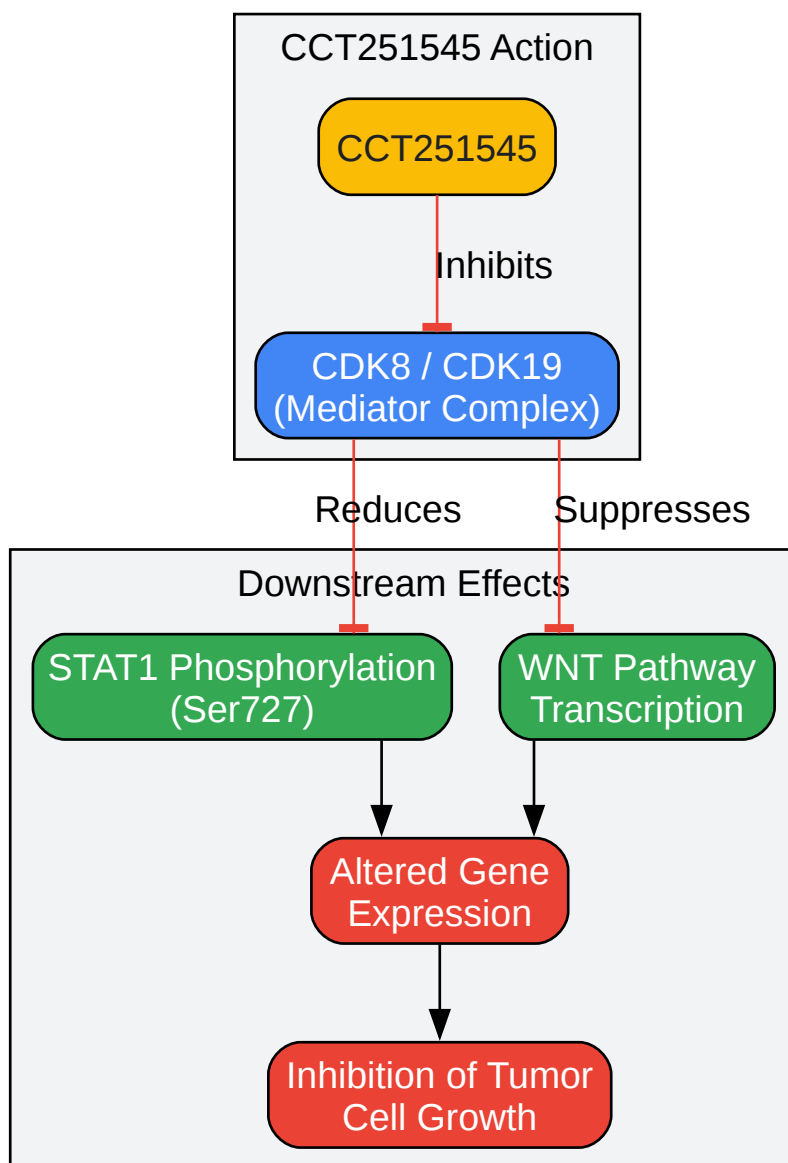 CCT251545 Action
CCT251545
Inhibits
CDK8 / CDK19
(Mediator Complex)
Reduces
Suppresses
Downstream Effects
STAT1 Phosphorylation
(Ser727)
WNT Pathway
Transcription
Altered Gene
Expression
Inhibition of Tumor
Cell Growth